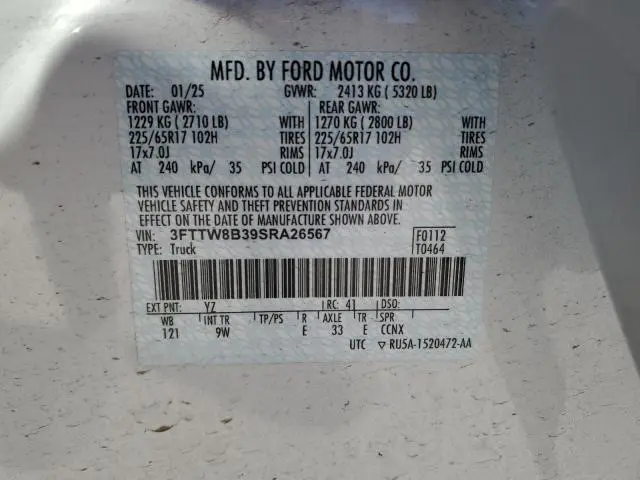 MFD. BY FORD MOTOR CO.
DATE: 01/25 GVWR: 2413 KG ( 5320 LB)
FRONT GAWR: REAR GAWR:
1229 KG ( 2710 LB) WITH 1270 KG ( 2800 LB) WITH
225/65R17 102H TIRES 225/65R17 102H TIRES
17x7.0J RIMS 17x7.0J RIMS
AT 240 kPa/ 35 PSI COLD AT 240 kPa/ 35 PSI COLD
THIS VEHICLE CONFORMS TO ALL APPLICABLE FEDERAL MOTOR
VEHICLE SAFETY AND THEFT PREVENTION STANDARDS IN
EFFECT ON THE DATE OF MANUFACTURE SHOWN ABOVE.
VIN: 3FTTW8B39SRA26567 F0112
TYPE: Truck T0464
EXT PNT: YZ RC: 41 DSO:
WB INT TR TP/PS R AXLE TR SPR
121 9W E 33 E CCNX
UTC ▽ RU5A-1520472-AA